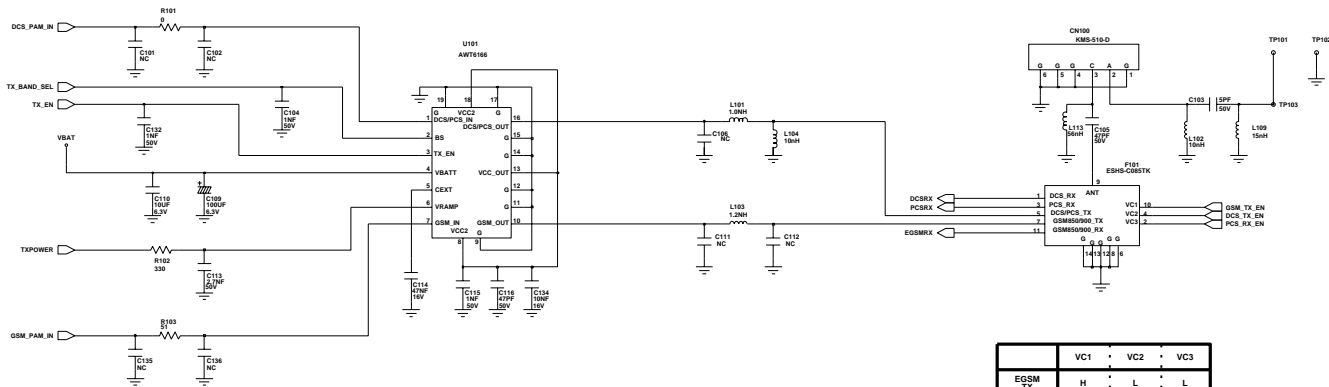 DCS_PAM_IN
R101
0
C101
NC
C102
NC
TX_BAND_SEL
TX_EN
C132
1NF
50V
C104
1NF
50V
VBAT
C110
10UF
6.3V
+
C109
100UF
6.3V
TXPOWER
R102
330
C113
2.7NF
50V
GSM_PAM_IN
R103
51
C135
NC
C136
NC
U101
AWT6166
19 18 17
G VCC2 G
1 DCS/PCS_IN
DCS/PCS_OUT 16
2 BS
G 15
3 TX_EN
G 14
4 VBATT
VCC_OUT 13
5 CEXT
G 12
6 VRAMP
G 11
7 GSM_IN
GSM_OUT 10
VCC2 G
8 9
C114
47NF
16V
C115
1NF
50V
C116
47PF
50V
C134
10NF
16V
L101
1.0NH
C106
NC
L104
10nH
L103
1.2NH
C111
NC
C112
NC
CN100
KMS-510-D
G G G C A G
6 5 4 3 2 1
L113
56nH
C105
47PF
50V
L102
10nH
C103
5PF
50V
L109
15nH
TP101
TP102
TP103
F101
ESHS-C085TK
9
ANT
DCSRX
PCSRX
EGSMRX
1 DCS_RX
3 PCS_RX
5 DCS/PCS_TX
7 GSM850/900_TX
11 GSM850/900_RX
VC1 10 GSM_TX_EN
VC2 4 DCS_TX_EN
VC3 2 PCS_RX_EN
G G G G G
14 13 12 8 6
VC1 VC2 VC3
EGSM
TX
H L L